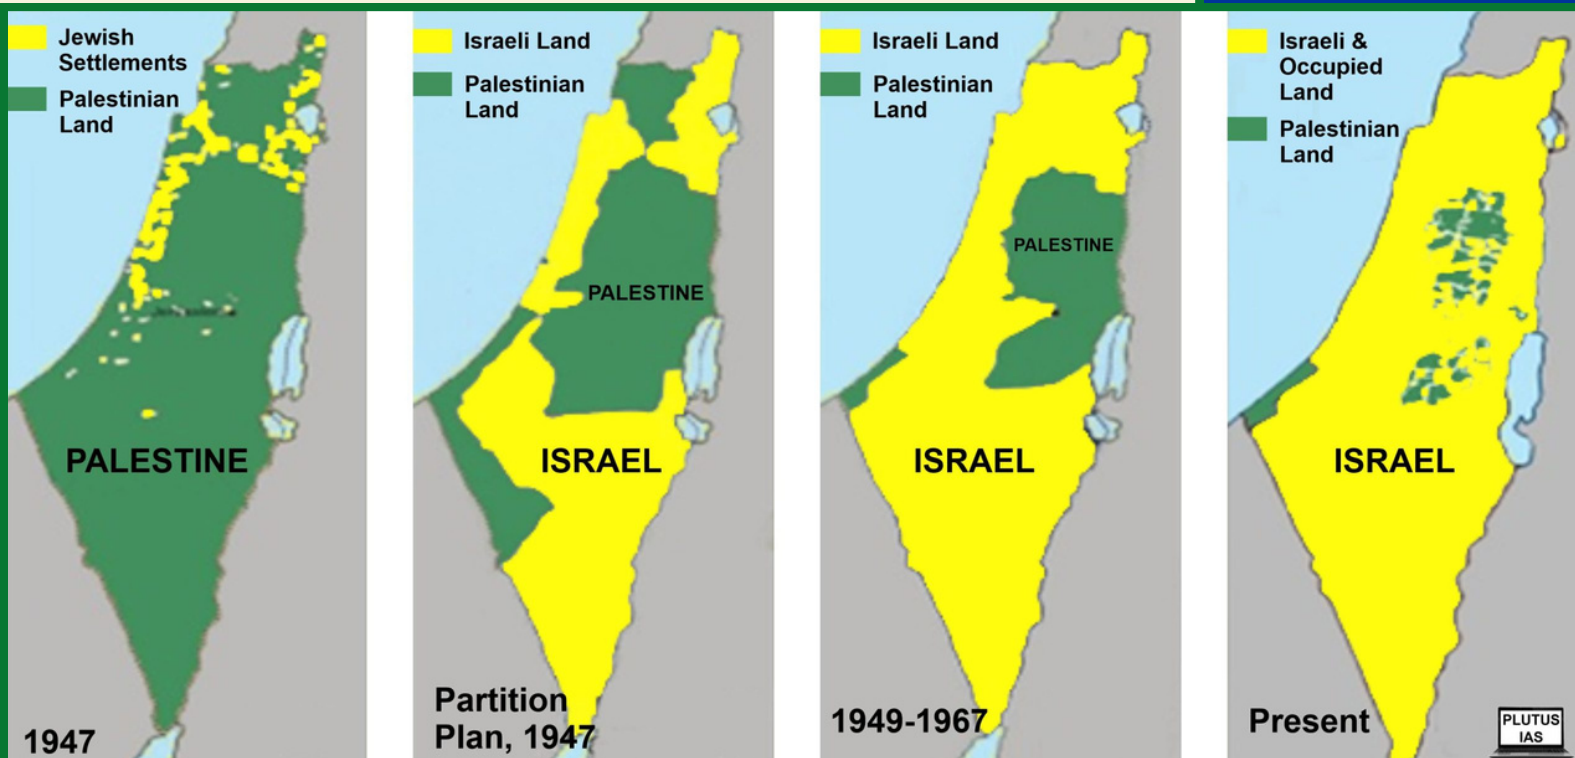 Jewish
Settlements
Palestinian
Land
PALESTINE
1947
Israeli Land
Palestinian
Land
PALESTINE
ISRAEL
Partition
Plan, 1947
Israeli Land
Palestinian
Land
PALESTINE
ISRAEL
1949-1967
Israeli &
Occupied
Land
Palestinian
Land
ISRAEL
Present
PLUTUS
IAS